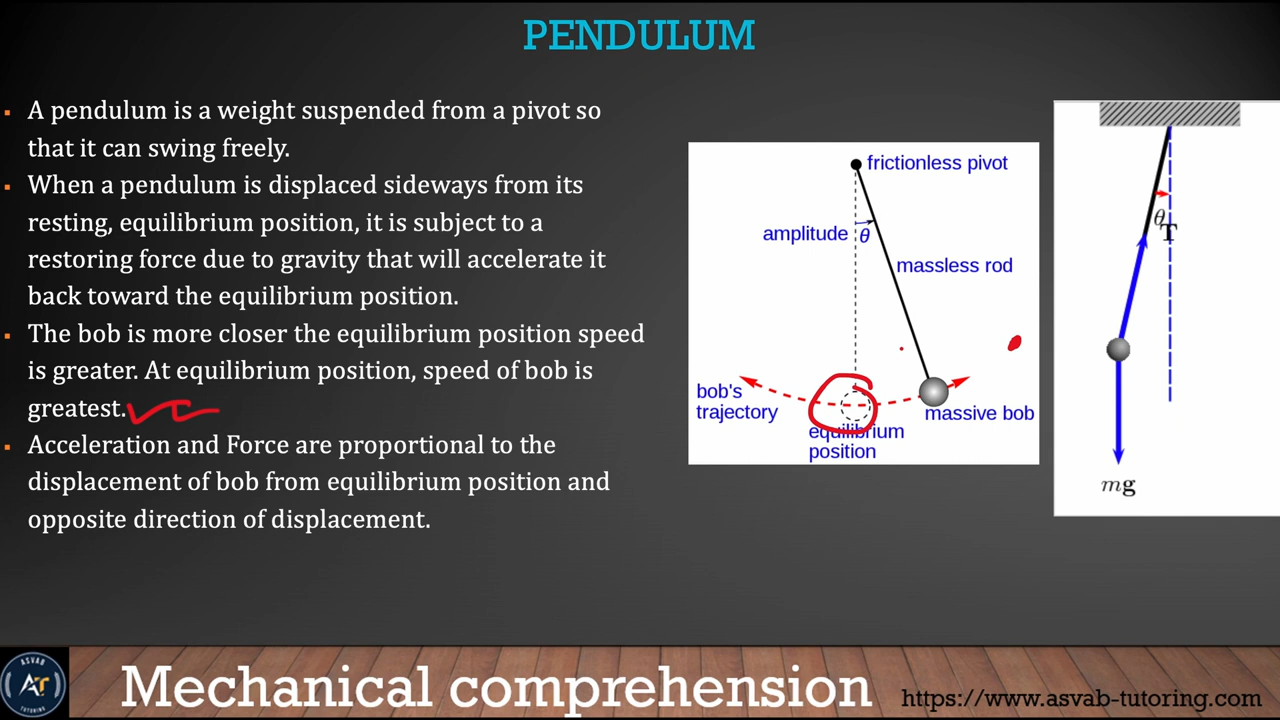 PENDULUM
▪ A pendulum is a weight suspended from a pivot so
that it can swing freely.
▪ When a pendulum is displaced sideways from its
resting, equilibrium position, it is subject to a
restoring force due to gravity that will accelerate it
back toward the equilibrium position.
▪ The bob is more closer the equilibrium position speed
is greater. At equilibrium position, speed of bob is
greatest.
▪ Acceleration and Force are proportional to the
displacement of bob from equilibrium position and
opposite direction of displacement.
frictionless pivot
amplitude θ
massless rod
bob's
trajectory
massive bob
equilibrium
position
θ
T
mg
ASVAB
AT
TUTORING
Mechanical comprehension
https://www.asvab-tutoring.com